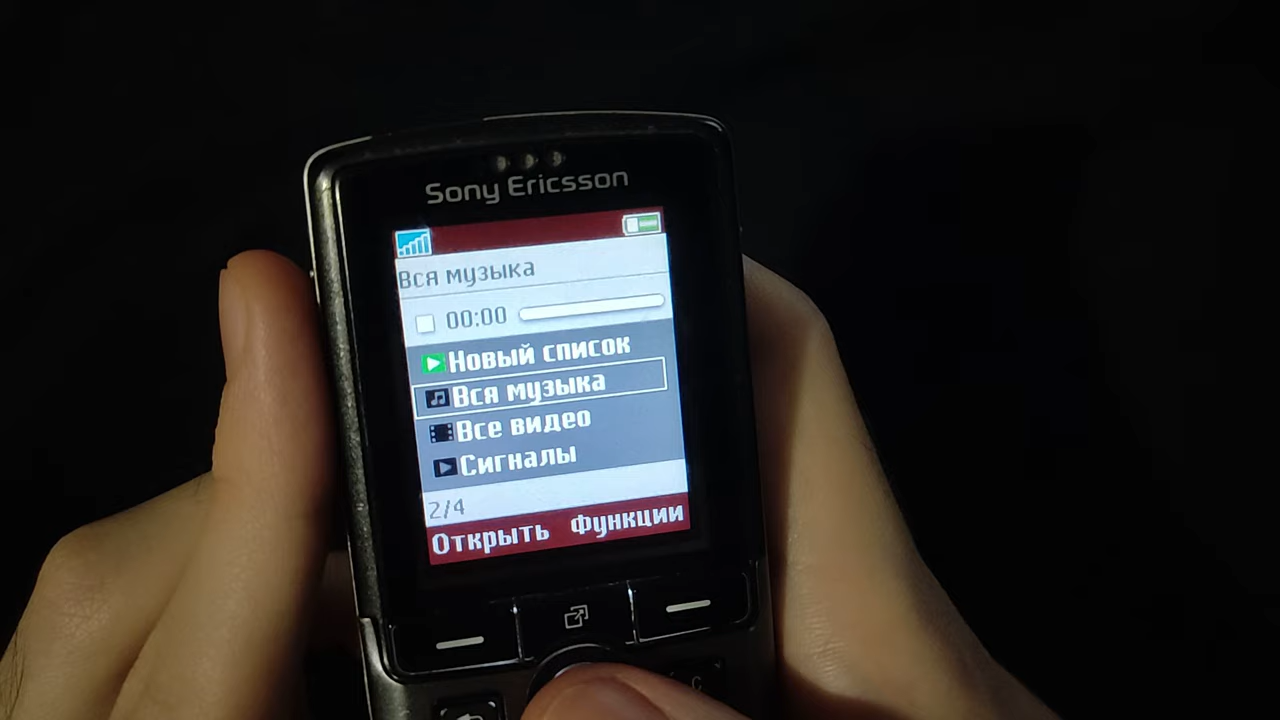 Sony Ericsson
Вся музыка
00:00
Новый список
Вся музыка
Все видео
Сигналы
2/4
Открыть Функции
C